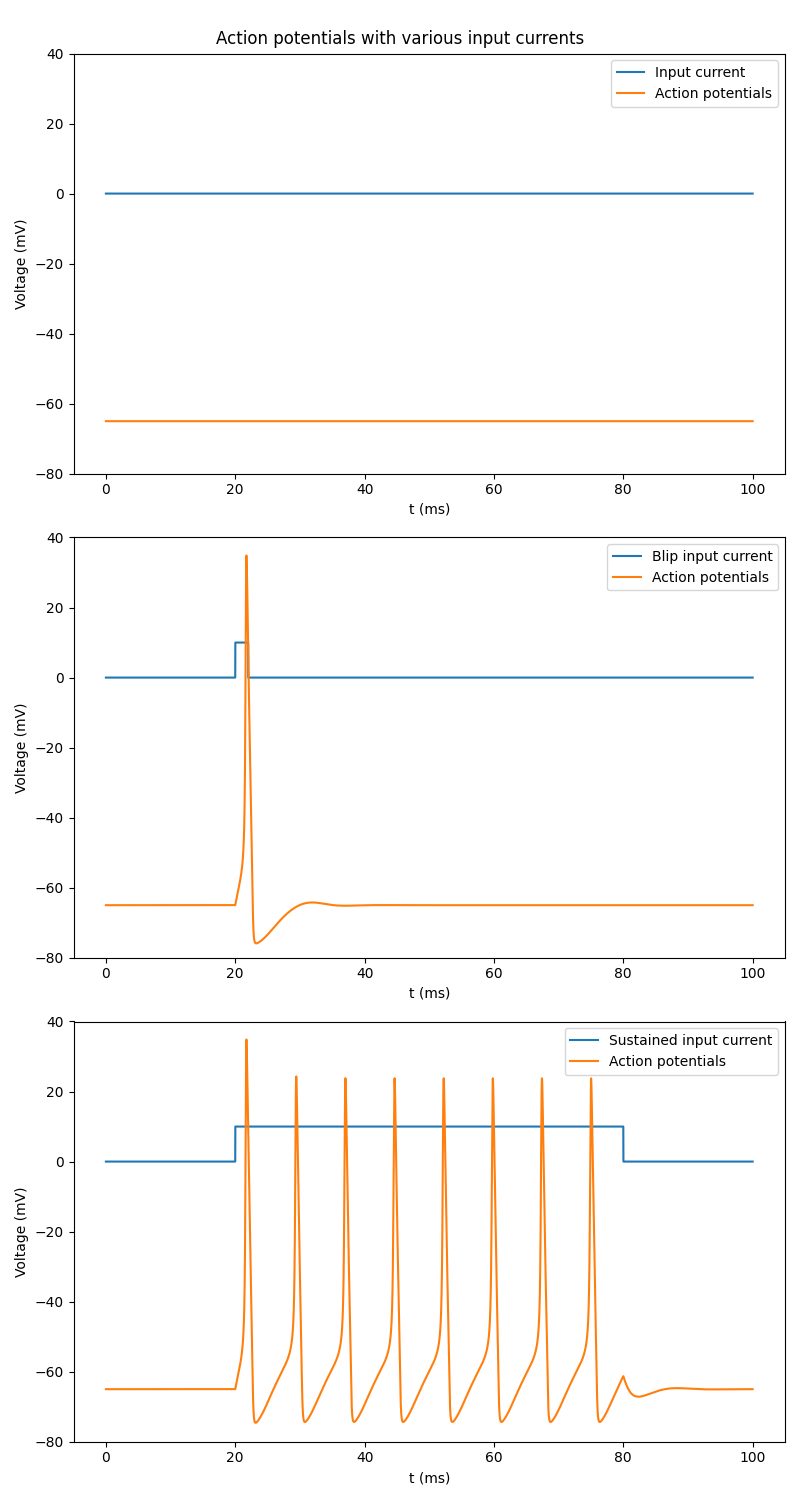 Action potentials with various input currents
40
20
0
−20
−40
−60
−80
Voltage (mV)
Input current
Action potentials
0 20 40 60 80 100
t (ms)
40
20
0
−20
−40
−60
−80
Voltage (mV)
Blip input current
Action potentials
0 20 40 60 80 100
t (ms)
40
20
0
−20
−40
−60
−80
Voltage (mV)
Sustained input current
Action potentials
0 20 40 60 80 100
t (ms)